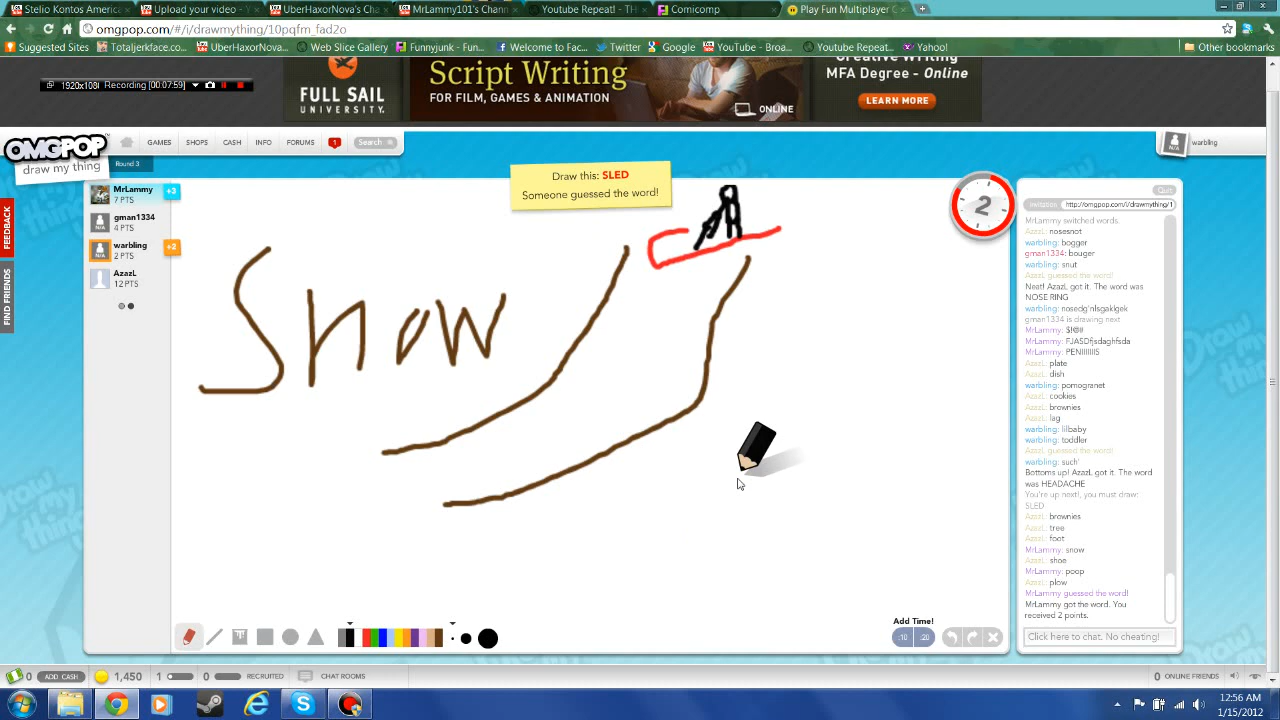 Stelio Kontos Americ
Upload your video - Y
UberHaxorNova's Cha
MrLammy101's Chann
Youtube Repeat! - TH
Comicomp
Play Fun Multiplayer G
omgpop.com/#/i/drawmything/10pqfm_fad2o
Suggested Sites
Totaljerkface.co...
UberHaxorNova...
Web Slice Gallery
Funnyjunk - Funn...
Welcome to Fac...
Twitter
Google
YouTube - Broa...
Youtube Repeat...
Yahoo!
Other bookmarks
1920x108(
Recording [00:07:59]
FULL SAIL
UNIVERSITY.
Script Writing
FOR FILM, GAMES & ANIMATION
ONLINE
Creative Writing
MFA Degree - Online
LEARN MORE
OMGPOP
draw my thing
GAMES
SHOPS
CASH
INFO
FORUMS
1
Search
warbling
Round 3
FEEDBACK
FIND FRIENDS
MrLammy
7 PTS
+3
gman1334
4 PTS
warbling
2 PTS
+2
AzazL
12 PTS
N/A
N/A
N/A
Draw this: SLED
Someone guessed the word!
2
Snow
Quit
invitation
http://omgpop.com/i/drawmything/1
MrLammy switched words.
AzazL: nosesnot
warbling: bogger
gman1334: bouger
warbling: snut
AzazL guessed the word!
Neat! AzazL got it. The word was
NOSE RING
warbling: nosedg'nlsgaklgek
gman1334 is drawing next
MrLammy: $!@#
MrLammy: FJASDfjsdaghfsda
MrLammy: PENIIIIIIIS
AzazL: plate
AzazL: dish
warbling: pomogranet
AzazL: cookies
AzazL: brownies
AzazL: lag
warbling: lilbaby
warbling: toddler
AzazL guessed the word!
warbling: such'
Bottoms up! AzazL got it. The word
was HEADACHE
You're up next!, you must draw:
SLED
AzazL: brownies
AzazL: tree
AzazL: foot
MrLammy: snow
AzazL: shoe
MrLammy: poop
AzazL: plow
MrLammy guessed the word!
MrLammy got the word. You
received 2 points.
Click here to chat. No cheating!
Add Time!
:10
:20
0
ADD CASH
1,450
1
0
RECRUITED
CHAT ROOMS
0 ONLINE FRIENDS
12:56 AM
1/15/2012